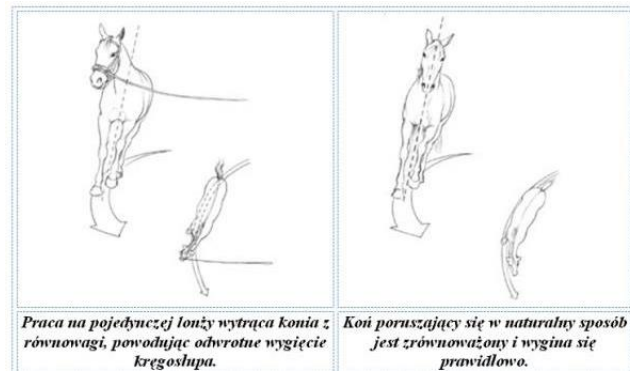 Praca na pojedynczej lonży wytrąca konia z
równowagi, powodując odwrotne wygięcie
kręgosłupa.
Koń poruszający się w naturalny sposób
jest zrównoważony i wygina się
prawidłowo.